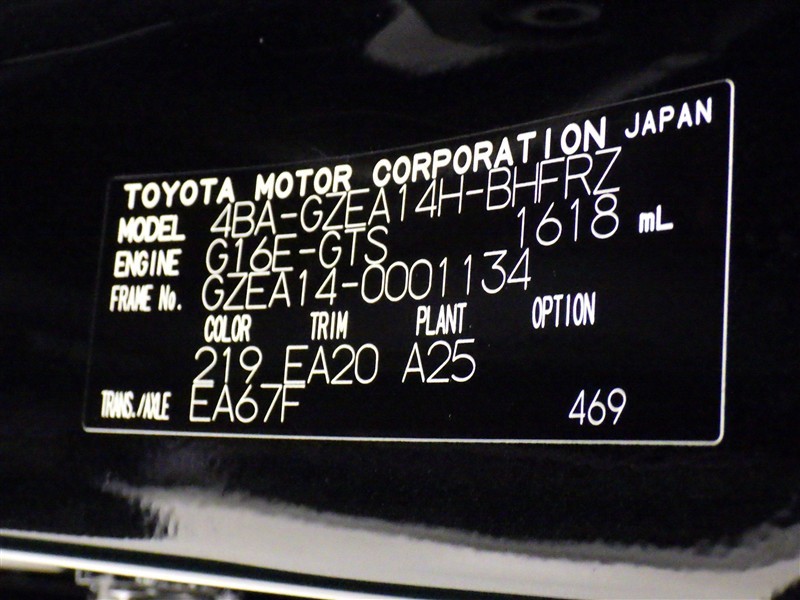 TOYOTA MOTOR CORPORATION JAPAN
MODEL 4BA-GZEA14H-BHFRZ
ENGINE G16E-GTS 1618 mL
FRAME No. GZEA14-0001134
COLOR TRIM PLANT OPTION
219 EA20 A25
TRANS./AXLE EA67F 469